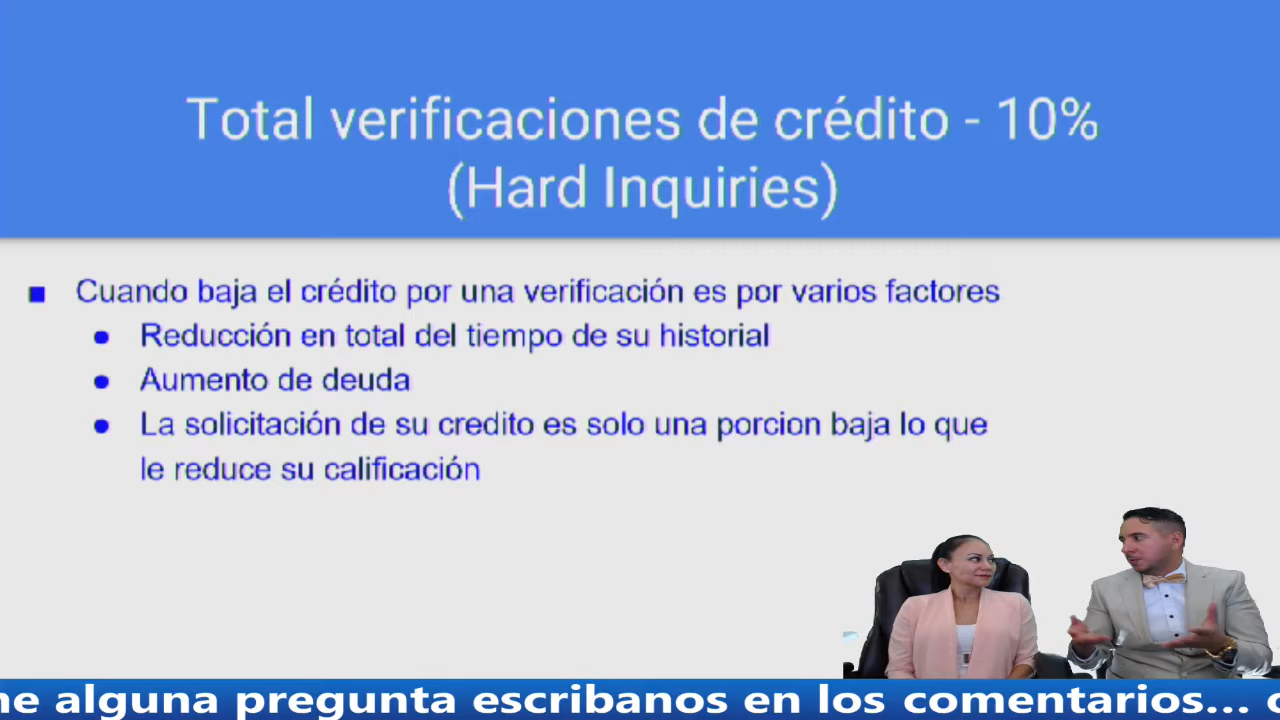 Total verificaciones de crédito - 10%
(Hard Inquiries)
Cuando baja el crédito por una verificación es por varios factores
Reducción en total del tiempo de su historial
Aumento de deuda
La solicitación de su credito es solo una porcion baja lo que
le reduce su calificación
alguna pregunta escribanos en los comentarios...